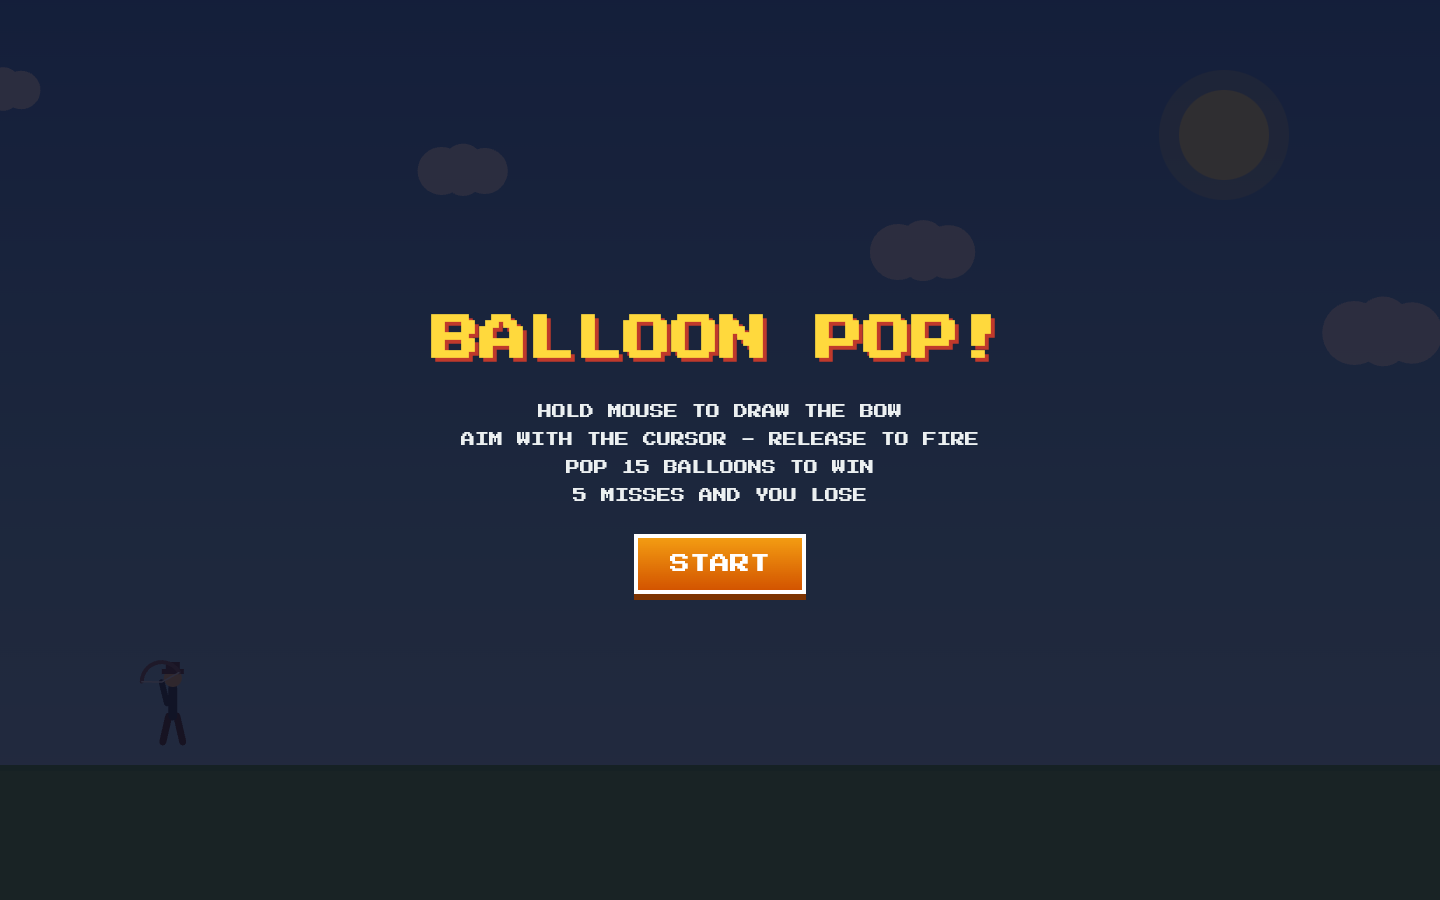 BALLOON POP!
HOLD MOUSE TO DRAW THE BOW
AIM WITH THE CURSOR - RELEASE TO FIRE
POP 15 BALLOONS TO WIN
5 MISSES AND YOU LOSE
START